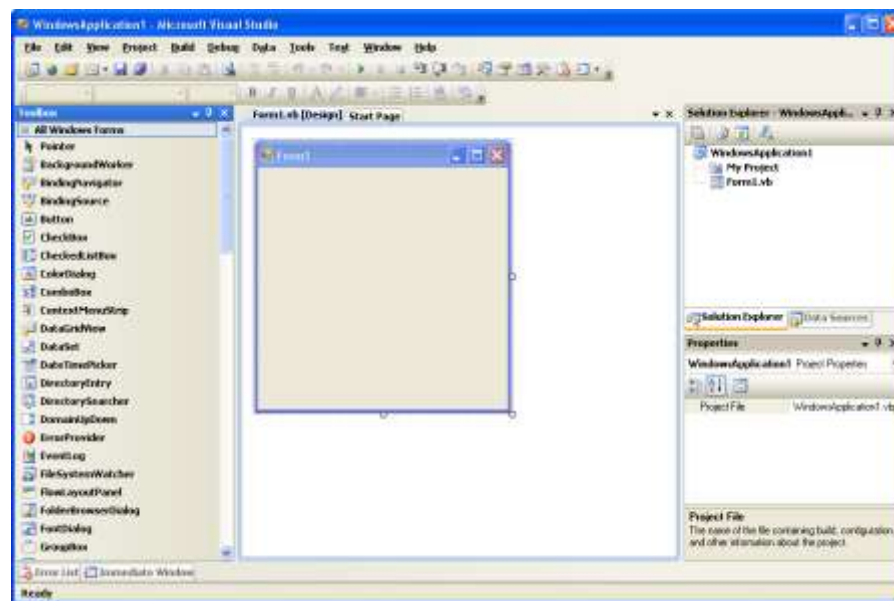 WindowsApplication1 - Microsoft Visual Studio
File Edit View Project Build Debug Data Tools Test Window Help
Toolbox
All Windows Forms
Pointer
BackgroundWorker
BindingNavigator
BindingSource
Button
CheckBox
CheckedListBox
ColorDialog
ComboBox
ContextMenuStrip
DataGridView
DataSet
DateTimePicker
DirectoryEntry
DirectorySearcher
DomainUpDown
ErrorProvider
EventLog
FileSystemWatcher
FlowLayoutPanel
FolderBrowserDialog
FontDialog
GroupBox
Error List Immediate Window
Ready
Form1.vb [Design] Start Page
Form1
Solution Explorer - WindowsAppli...
WindowsApplication1
My Project
Form1.vb
Solution Explorer Data Sources
Properties
WindowsApplication1 Project Properties
Project File WindowsApplication1.vb
Project File
The name of the file containing build, configuration,
and other information about the project.